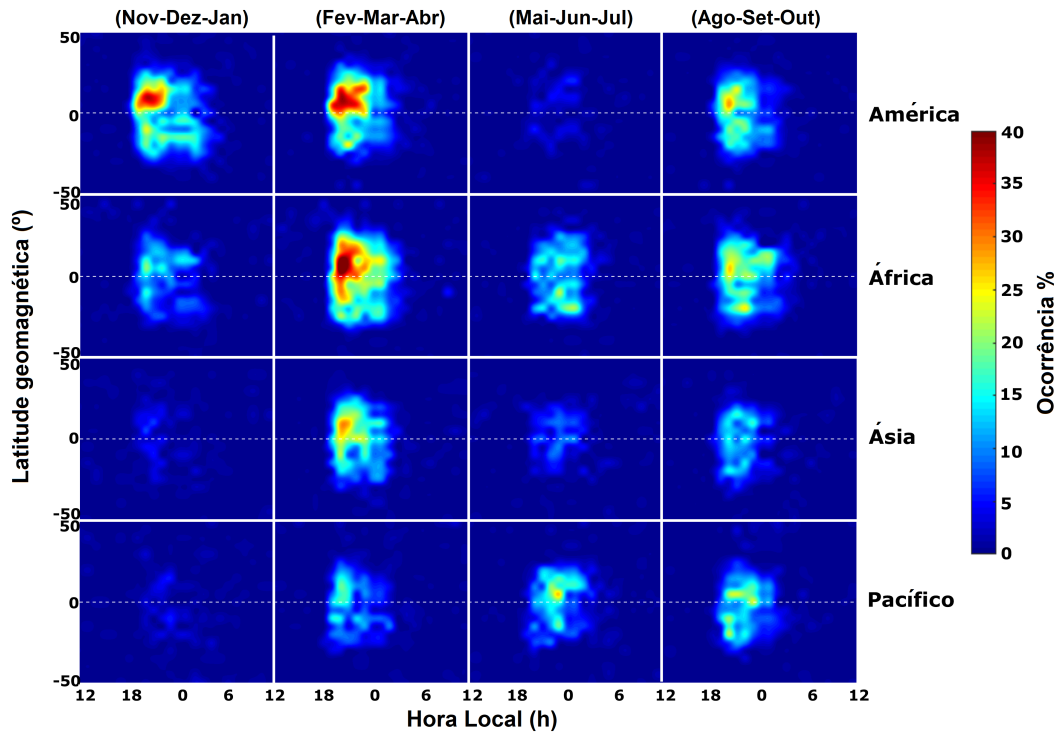 (Nov-Dez-Jan) (Fev-Mar-Abr) (Mai-Jun-Jul) (Ago-Set-Out)
50
0
-50
América
50
0
-50
África
50
0
-50
Ásia
50
0
-50
Pacífico
Latitude geomagnética (º)
12 18 0 6 12 18 0 6 12 18 0 6 12 18 0 6 12
Hora Local (h)
40
35
30
25
20
15
10
5
0
Ocorrência %